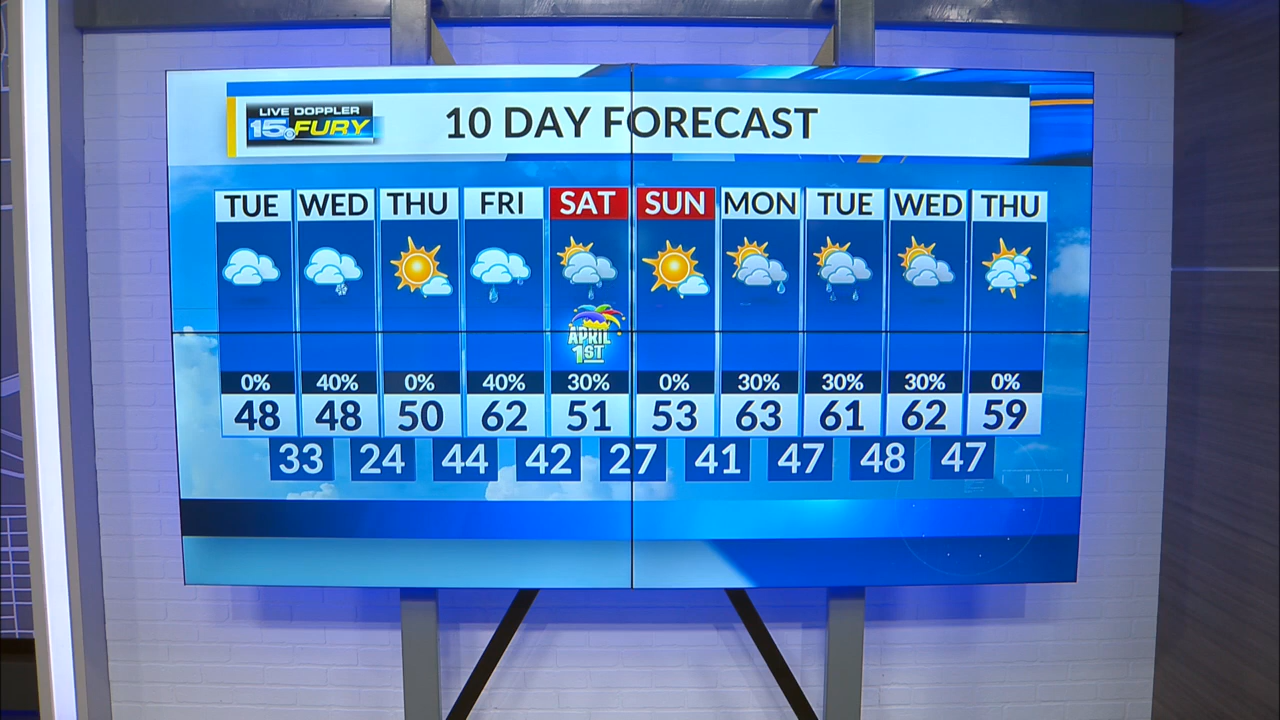 LIVE DOPPLER
15 FURY
10 DAY FORECAST
TUE WED THU FRI SAT SUN MON TUE WED THU
APRIL
1ST
0% 40% 0% 40% 30% 0% 30% 30% 30% 0%
48 48 50 62 51 53 63 61 62 59
33 24 44 42 27 41 47 48 47